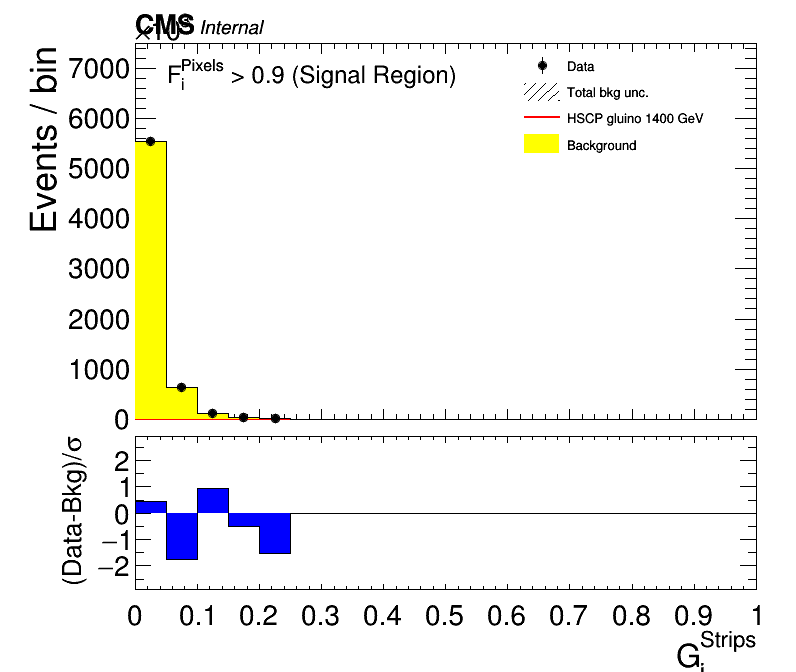 CMS Internal
×10³
F_i^Pixels > 0.9 (Signal Region)
Data
Total bkg unc.
HSCP gluino 1400 GeV
Background
Events / bin
7000
6000
5000
4000
3000
2000
1000
0
(Data-Bkg)/σ
2
1
0
−1
−2
0 0.1 0.2 0.3 0.4 0.5 0.6 0.7 0.8 0.9 1
G_i^Strips